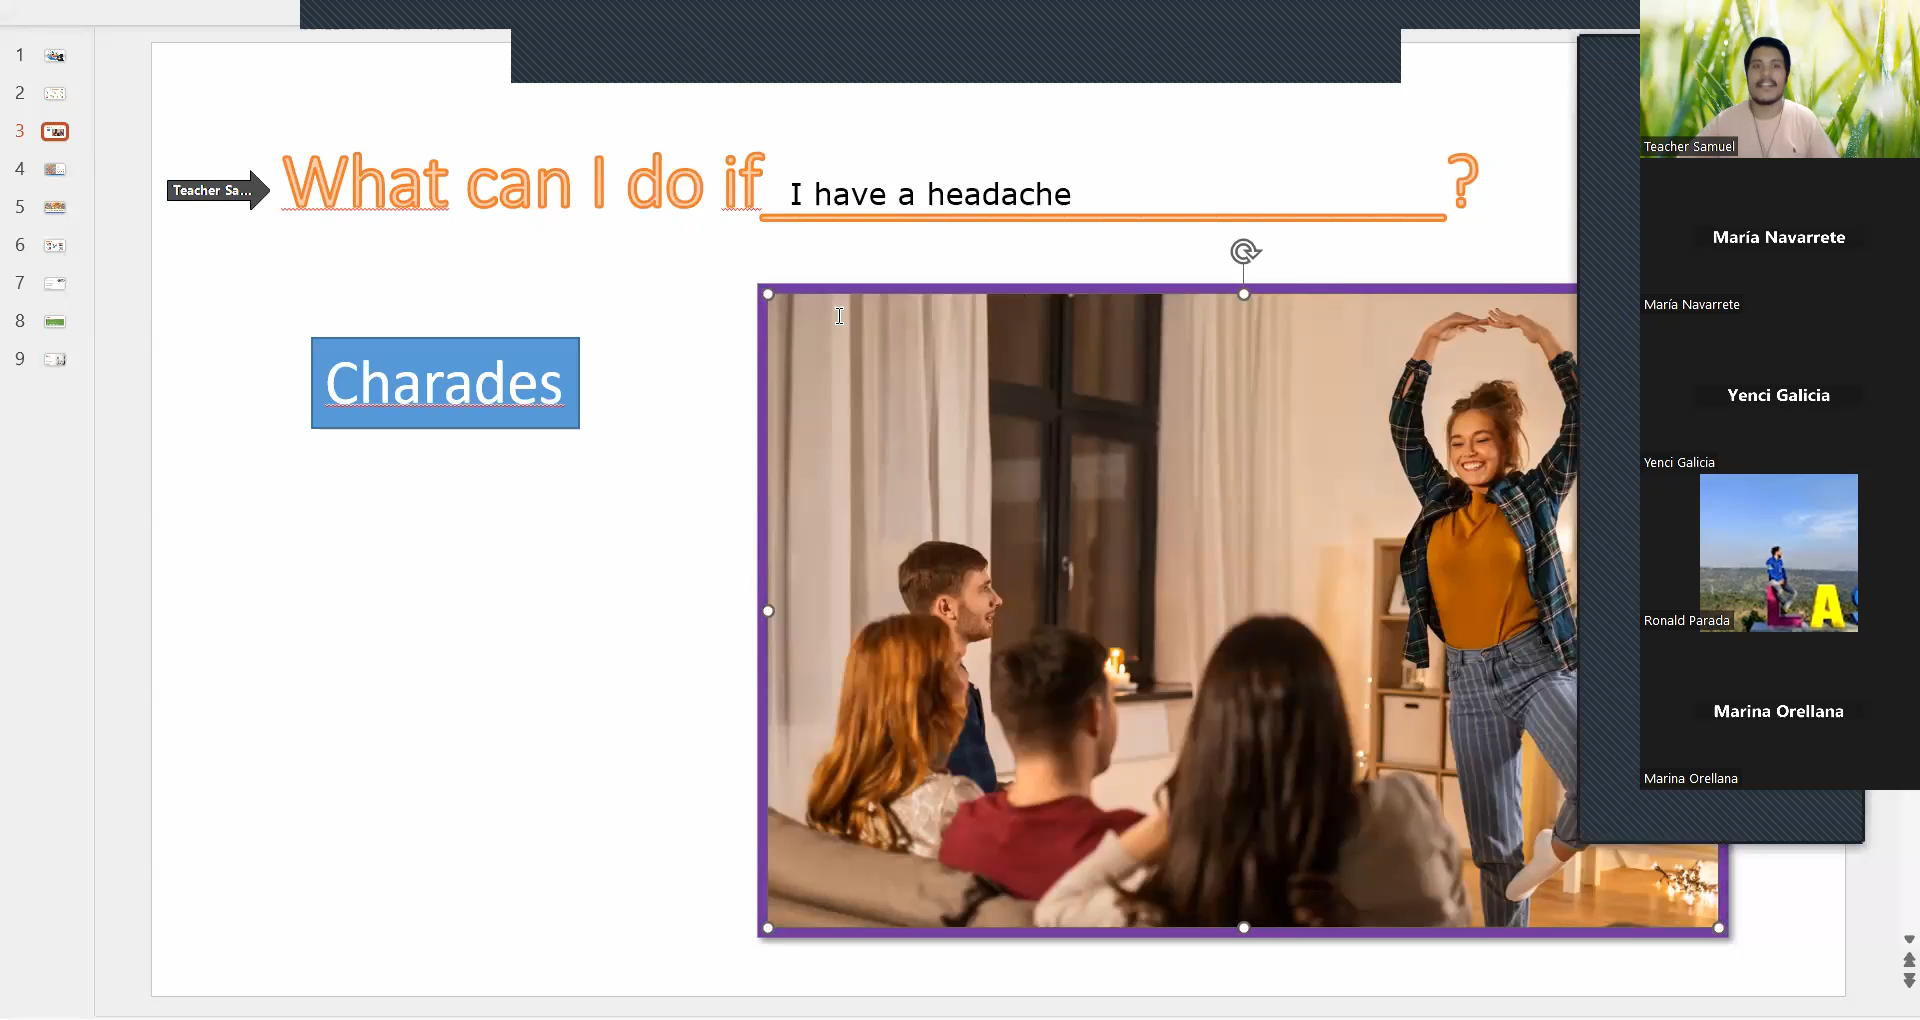 1
2
3
4
5
6
7
8
9
Teacher Sa...
What can I do if I have a headache ?
Charades
Teacher Samuel
María Navarrete
María Navarrete
Yenci Galicia
Yenci Galicia
LA
Ronald Parada
Marina Orellana
Marina Orellana